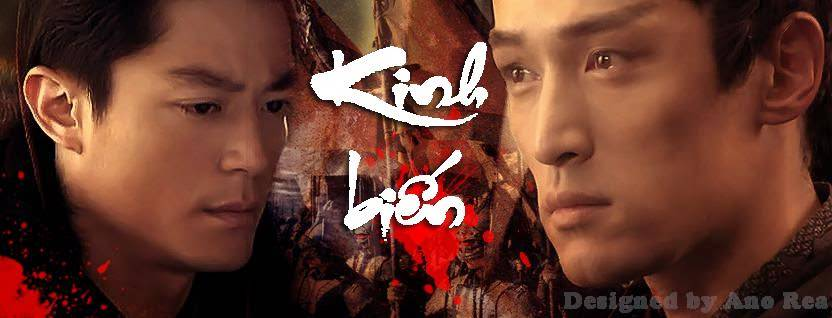 Kinh
biến
Designed by Ano Rea